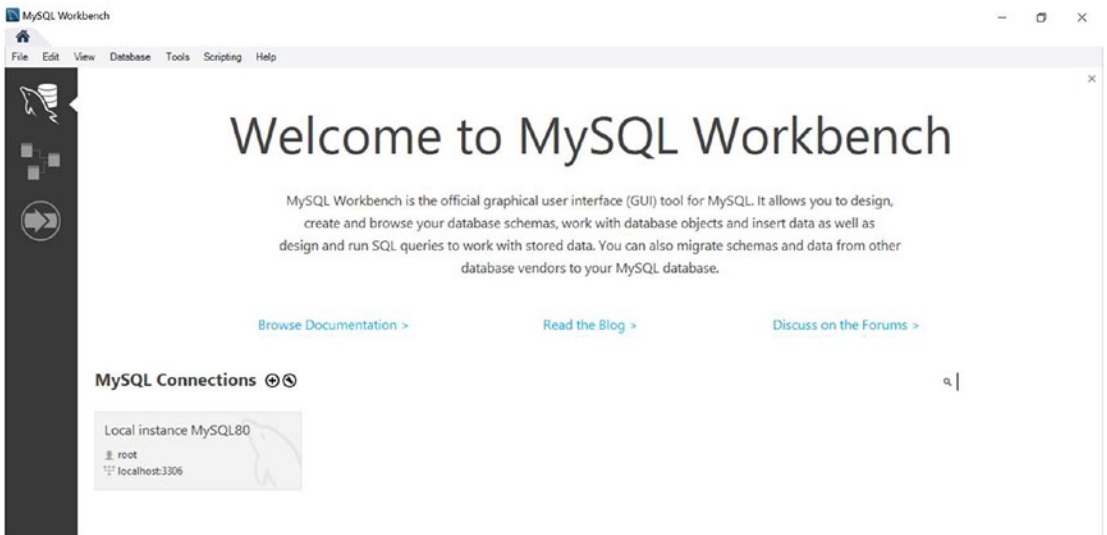 MySQL Workbench
File Edit View Database Tools Scripting Help
Welcome to MySQL Workbench
MySQL Workbench is the official graphical user interface (GUI) tool for MySQL. It allows you to design,
create and browse your database schemas, work with database objects and insert data as well as
design and run SQL queries to work with stored data. You can also migrate schemas and data from other
database vendors to your MySQL database.
Browse Documentation > Read the Blog > Discuss on the Forums >
MySQL Connections
Local instance MySQL80
root
localhost:3306